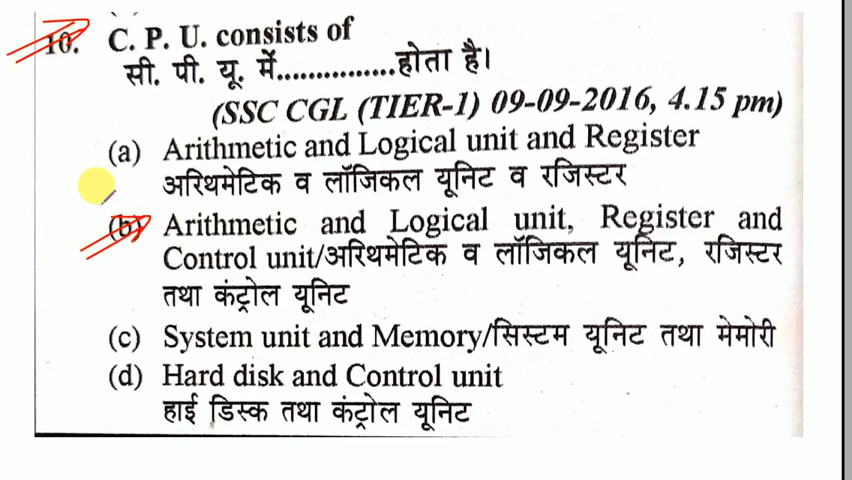 10. C. P. U. consists of
सी. पी. यू. में...............होता है।
(SSC CGL (TIER-1) 09-09-2016, 4.15 pm)
(a) Arithmetic and Logical unit and Register
अरिथमेटिक व लॉजिकल यूनिट व रजिस्टर
(b) Arithmetic and Logical unit, Register and
Control unit/अरिथमेटिक व लॉजिकल यूनिट, रजिस्टर
तथा कंट्रोल यूनिट
(c) System unit and Memory/सिस्टम यूनिट तथा मेमोरी
(d) Hard disk and Control unit
हाई डिस्क तथा कंट्रोल यूनिट